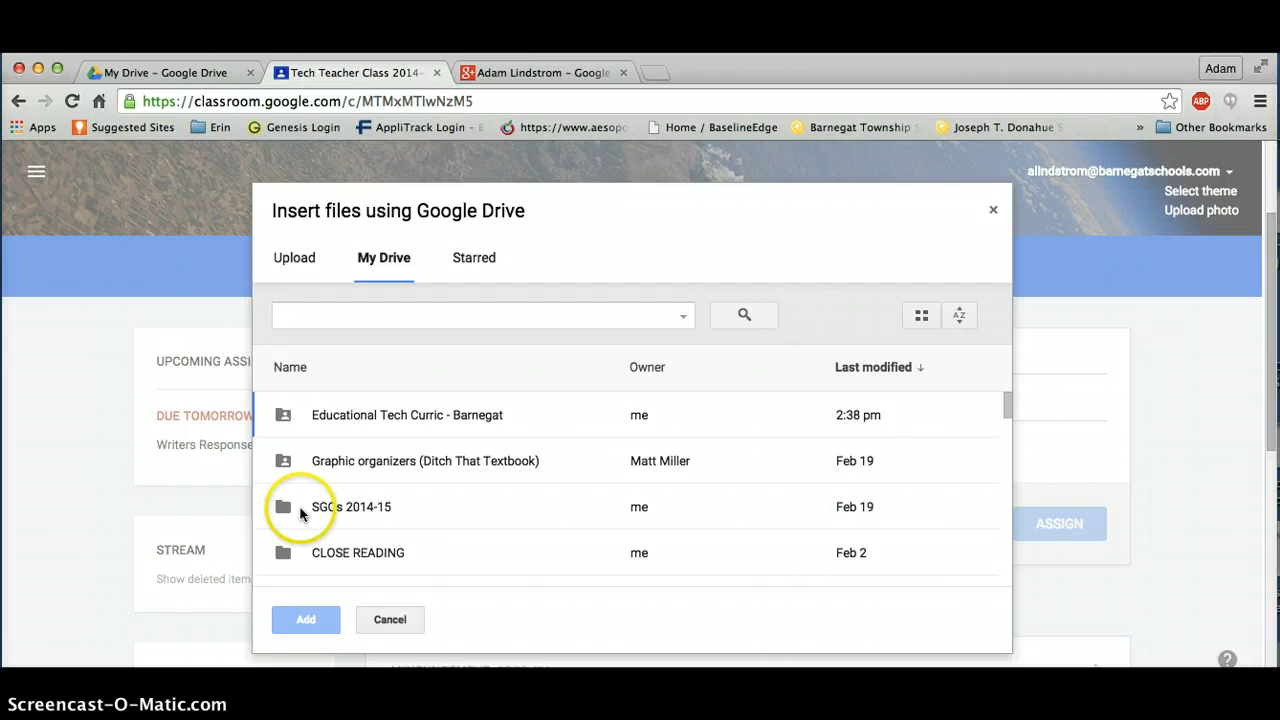 My Drive – Google Drive
Tech Teacher Class 2014-
Adam Lindstrom - Google
Adam
https://classroom.google.com/c/MTMxMTIwNzM5
ABP
Apps
Suggested Sites
Erin
Genesis Login
AppliTrack Login -
https://www.aesop
Home / BaselineEdge
Barnegat Township
Joseph T. Donahue
»
Other Bookmarks
alindstrom@barnegatschools.com
Select theme
Upload photo
Insert files using Google Drive
Upload
My Drive
Starred
Name
Owner
Last modified
Educational Tech Curric - Barnegat
me
2:38 pm
Graphic organizers (Ditch That Textbook)
Matt Miller
Feb 19
2014-15
me
Feb 19
CLOSE READING
me
Feb 2
Add
Cancel
UPCOMING ASSI
DUE TOMORROW
Writers Response
STREAM
Show deleted item
ASSIGN
Screencast-O-Matic.com